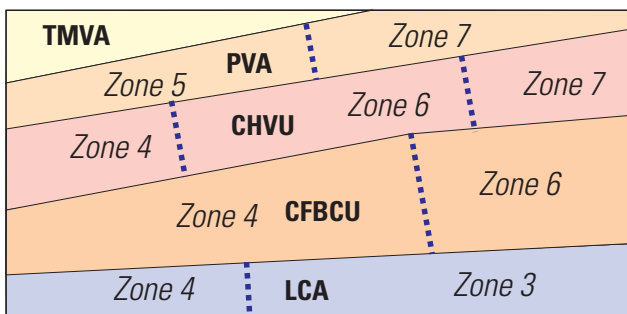 TMVA
Zone 7
PVA
Zone 5
Zone 7
Zone 6
CHVU
Zone 4
Zone 6
Zone 4
CFBCU
Zone 4
LCA
Zone 3